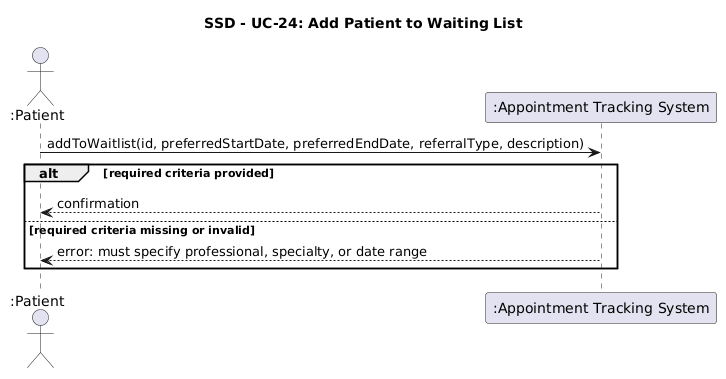 SSD - UC-24: Add Patient to Waiting List
:Patient
:Appointment Tracking System
addToWaitlist(id, preferredStartDate, preferredEndDate, referralType, description)
alt [required criteria provided]
confirmation
[required criteria missing or invalid]
error: must specify professional, specialty, or date range
:Patient
:Appointment Tracking System